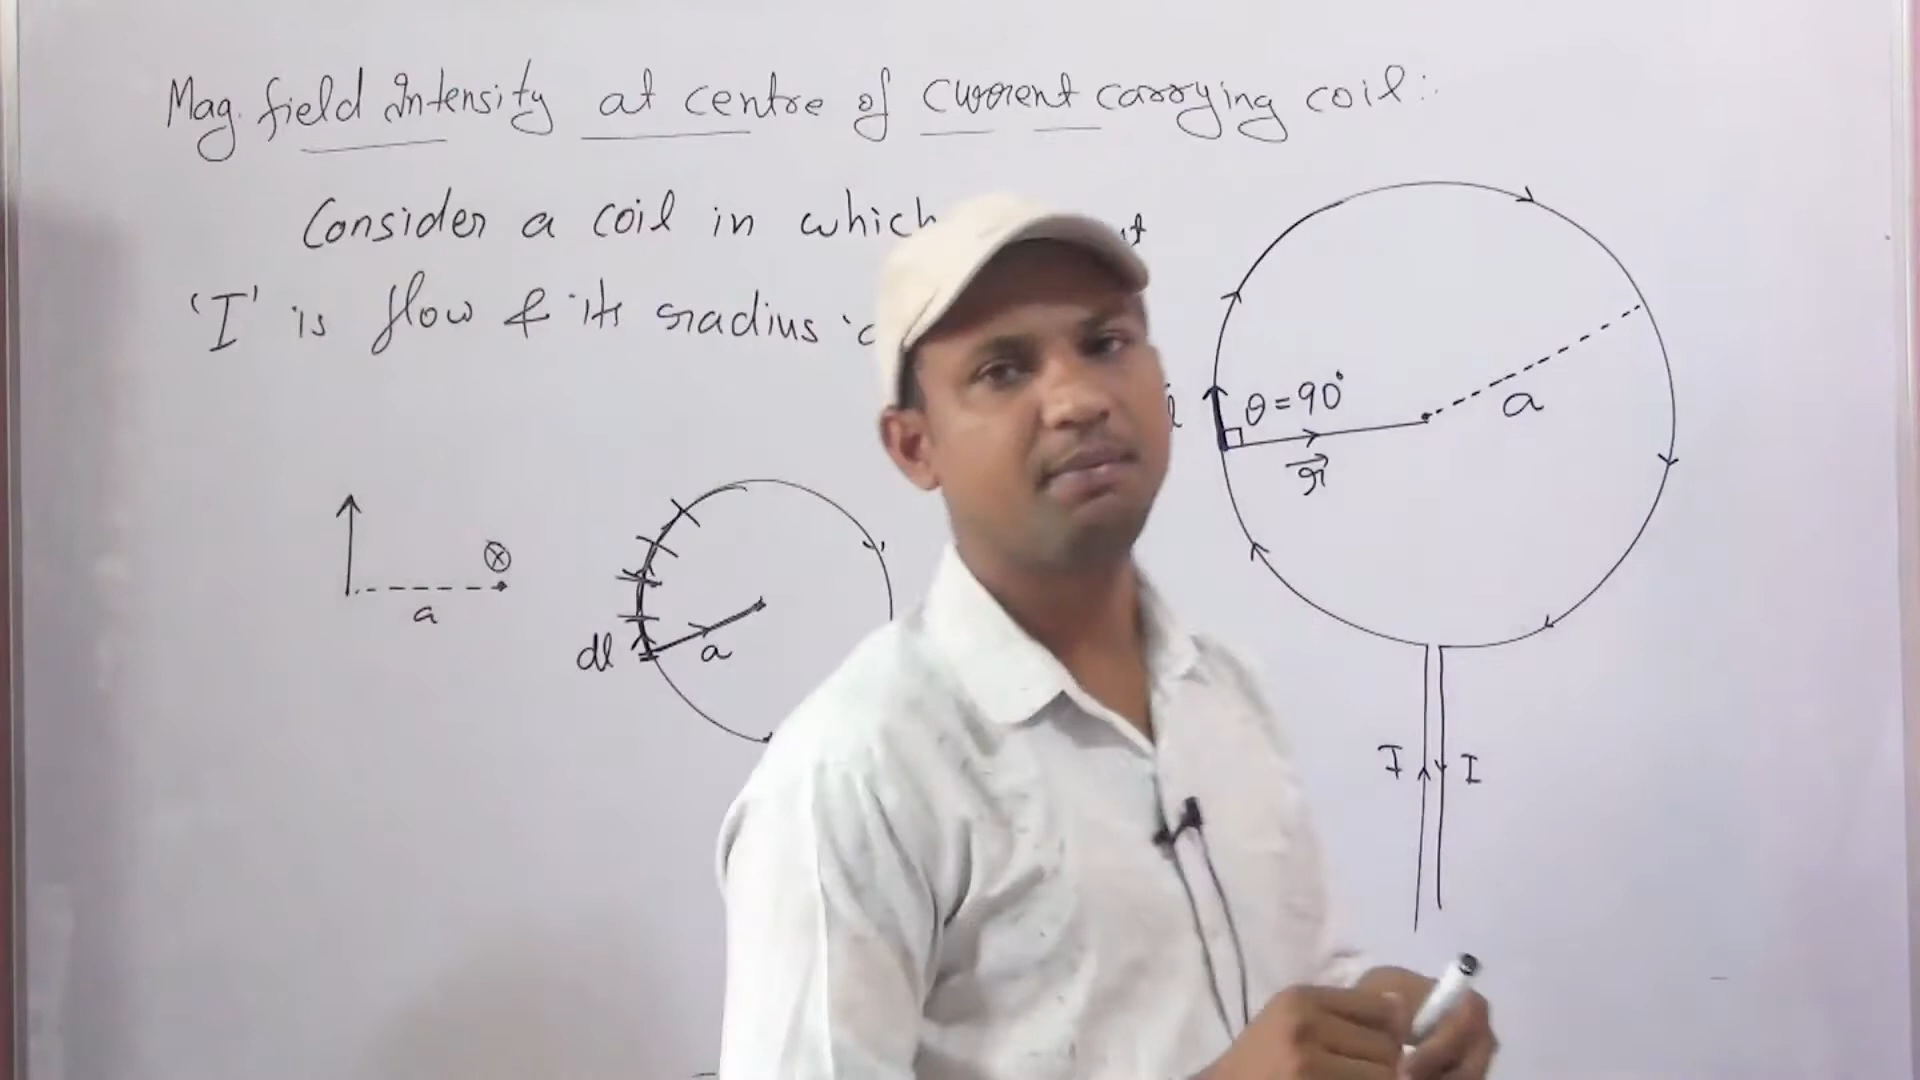 Mag. field Intensity at centre of current carrying coil:
Consider a coil in which
'I' is flow & its radius
θ = 90°
a
r
a
dl
a
I I